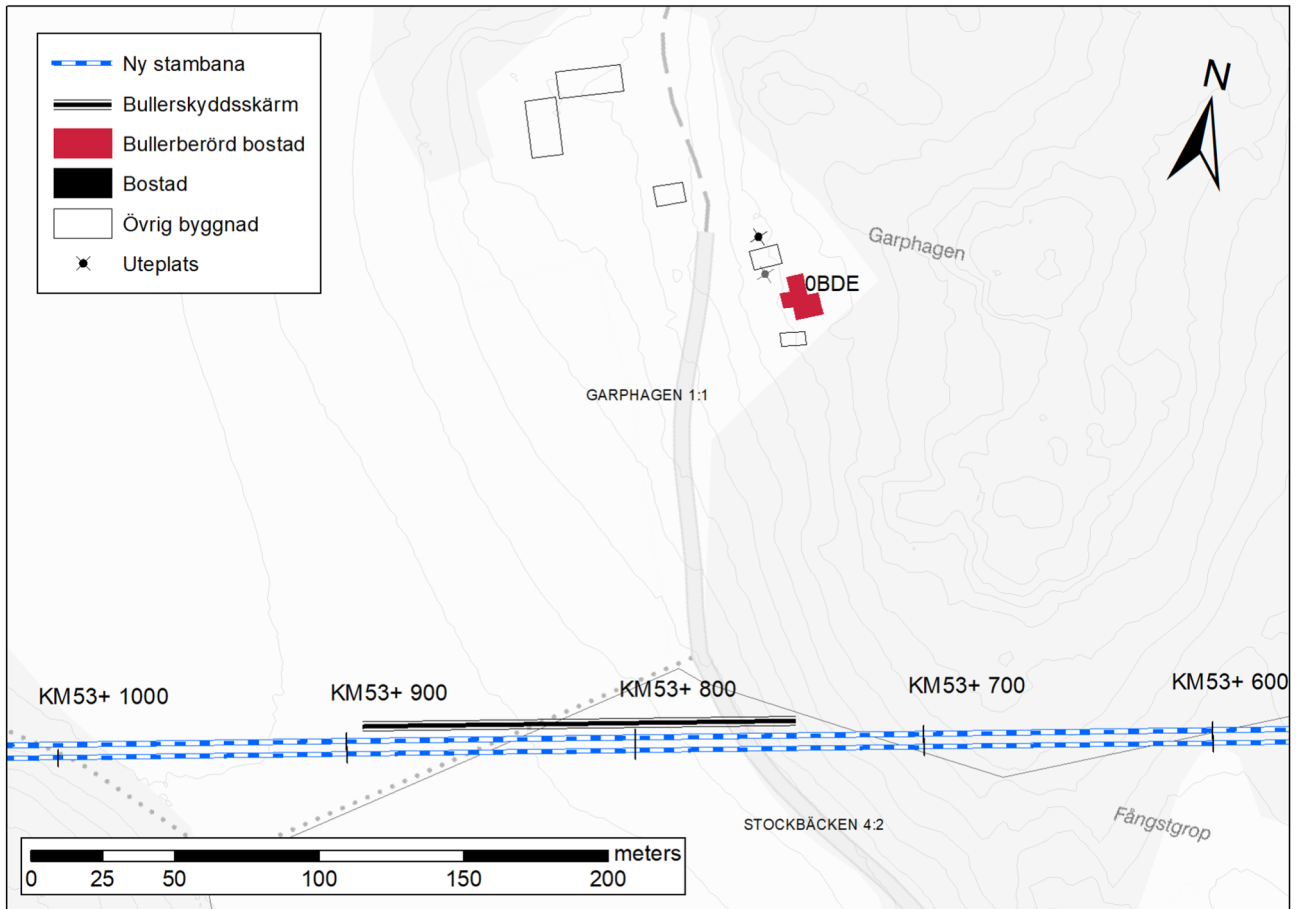 Ny stambana
Bullerskyddsskärm
Bullerberörd bostad
Bostad
Övrig byggnad
Uteplats
N
Garphagen
0BDE
GARPHAGEN 1:1
KM53+ 1000
KM53+ 900
KM53+ 800
KM53+ 700
KM53+ 600
STOCKBÄCKEN 4:2
Fångstgrop
meters
0 25 50 100 150 200